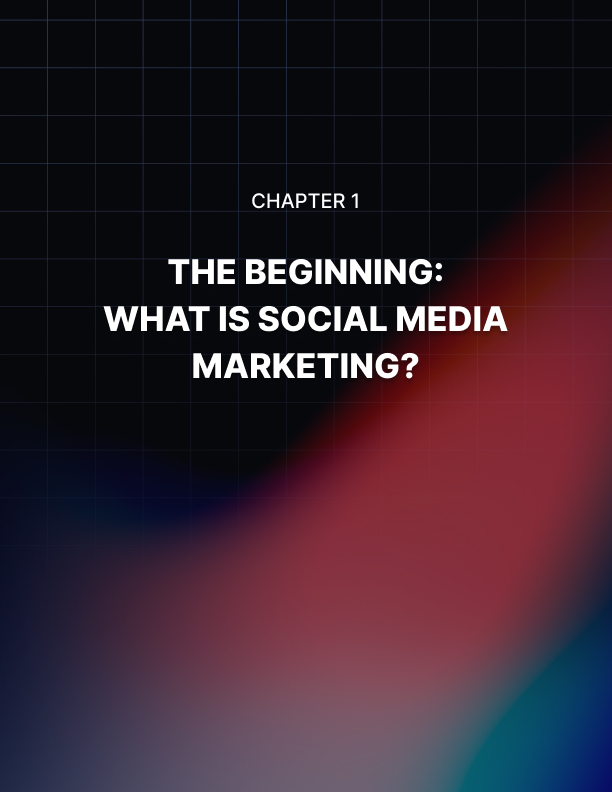 CHAPTER 1
THE BEGINNING:
WHAT IS SOCIAL MEDIA
MARKETING?